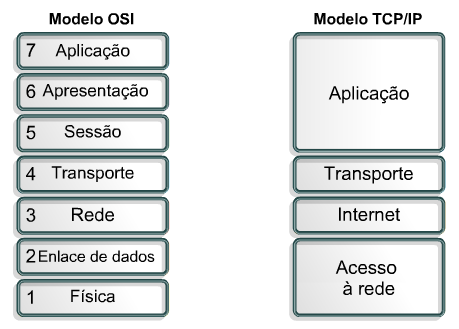 Modelo OSI
7 Aplicação
6 Apresentação
5 Sessão
4 Transporte
3 Rede
2 Enlace de dados
1 Física
Modelo TCP/IP
Aplicação
Transporte
Internet
Acesso
à rede